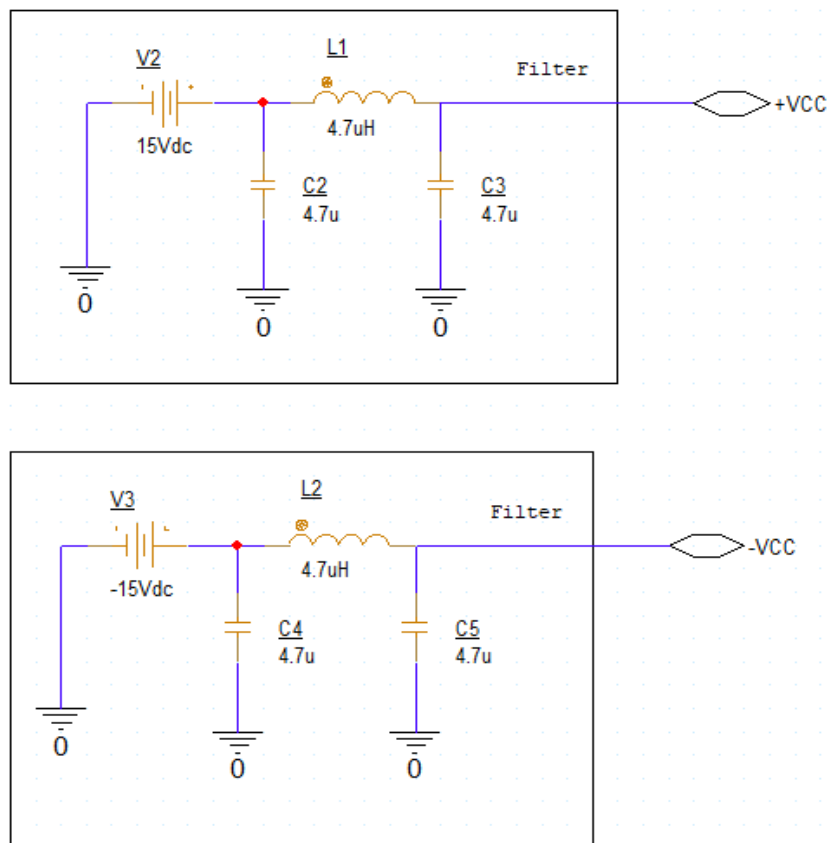 V2
L1
Filter
+VCC
15Vdc
4.7uH
C2
4.7u
C3
4.7u
0
0
0
V3
L2
Filter
-VCC
-15Vdc
4.7uH
C4
4.7u
C5
4.7u
0
0
0